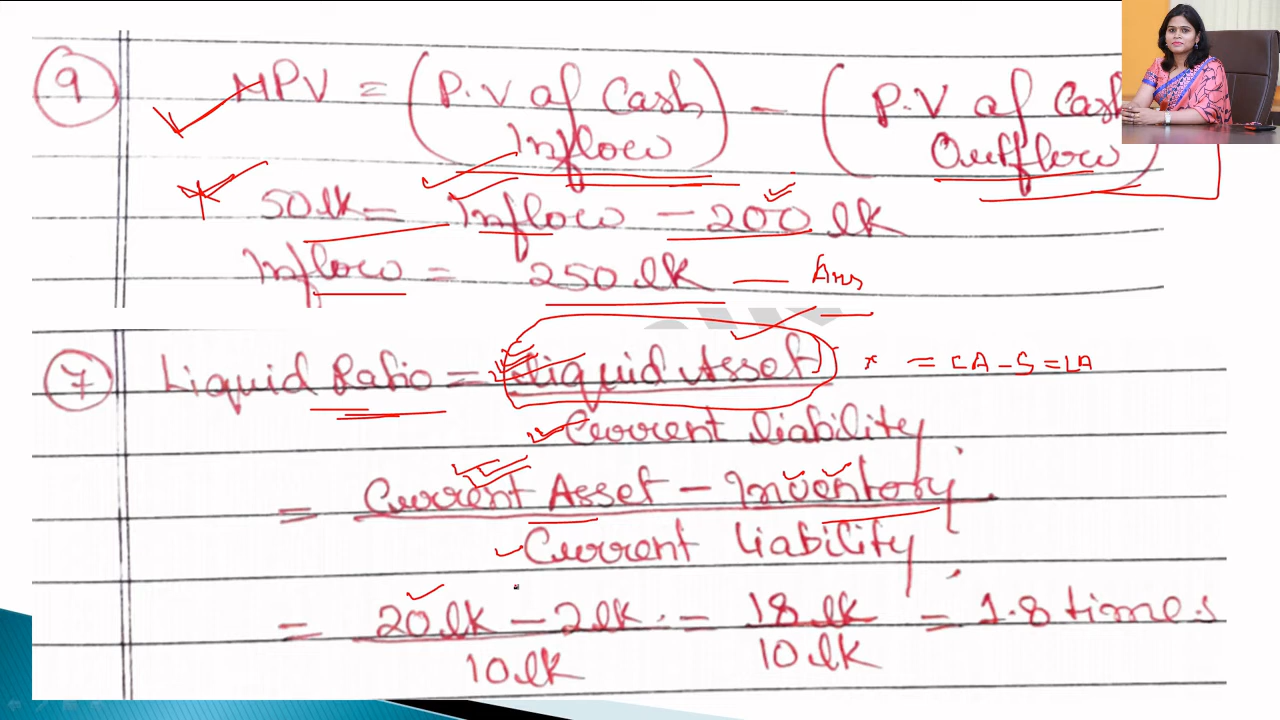 9 NPV = (P.V of Cash Inflow) - (P.V of Cash Outflow)
50 lk = Inflow - 200 lk
Inflow = 250 lk — Ans
7 Liquid Ratio = Liquid Asset = CA - S = LA
Current liability
= Current Asset - Inventory
Current liability
= 20 lk - 2 lk = 18 lk = 1.8 times
10 lk 10 lk